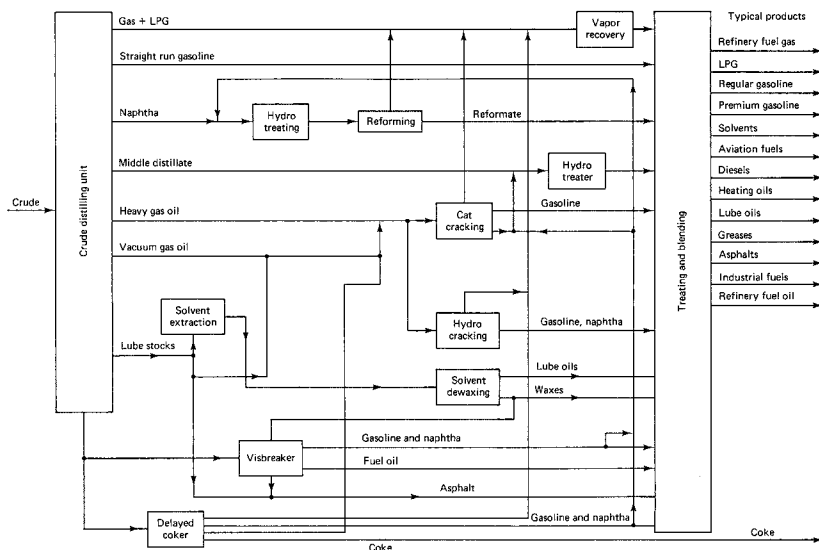 Gas + LPG
Vapor
recovery
Typical products
Refinery fuel gas
Straight run gasoline
LPG
Regular gasoline
Naphtha
Hydro
treating
Reforming
Reformate
Premium gasoline
Solvents
Middle distillate
Hydro
treater
Aviation fuels
Diesels
Crude
Crude distilling unit
Heavy gas oil
Cat
cracking
Gasoline
Treating and blending
Heating oils
Lube oils
Vacuum gas oil
Greases
Asphalts
Solvent
extraction
Industrial fuels
Refinery fuel oil
Hydro
cracking
Gasoline, naphtha
Lube stocks
Solvent
dewaxing
Lube oils
Waxes
Visbreaker
Gasoline and naphtha
Fuel oil
Asphalt
Delayed
coker
Gasoline and naphtha
Coke
Coke